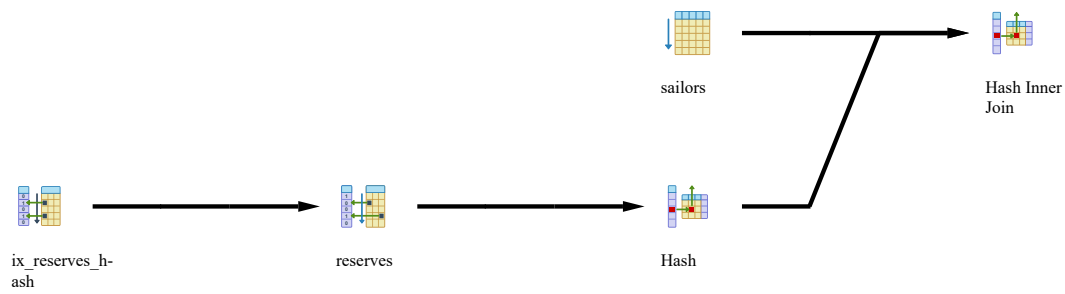 sailors
Hash Inner
Join
ix_reserves_h-
ash
reserves
Hash